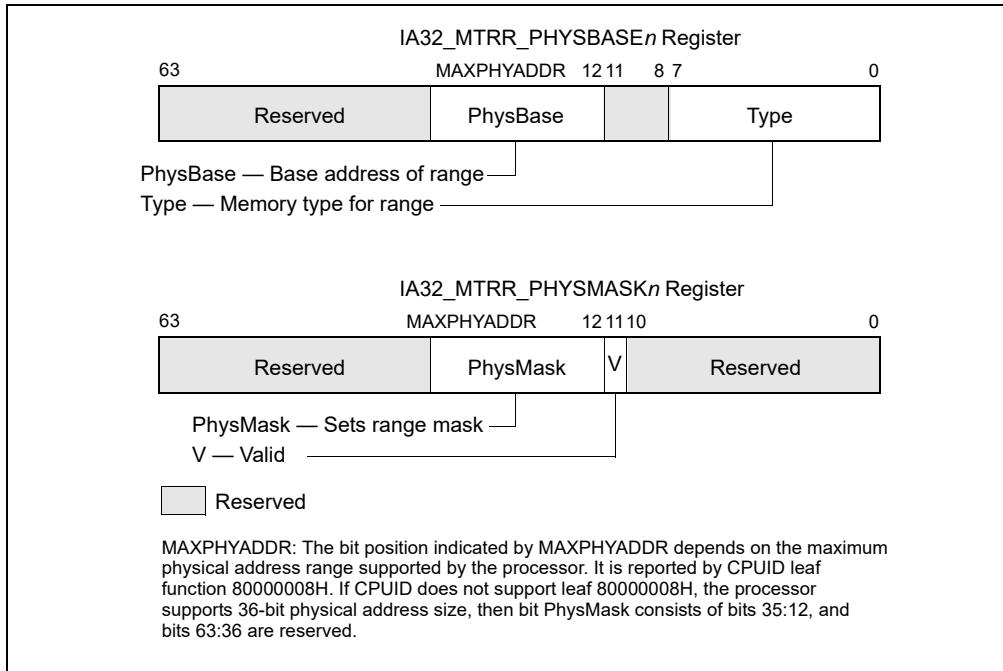 IA32_MTRR_PHYSBASEn Register
63 MAXPHYADDR 12 11 8 7 0
Reserved PhysBase Type
PhysBase — Base address of range
Type — Memory type for range
IA32_MTRR_PHYSMASKn Register
63 MAXPHYADDR 12 11 10 0
Reserved PhysMask V Reserved
PhysMask — Sets range mask
V — Valid
Reserved
MAXPHYADDR: The bit position indicated by MAXPHYADDR depends on the maximum
physical address range supported by the processor. It is reported by CPUID leaf
function 80000008H. If CPUID does not support leaf 80000008H, the processor
supports 36-bit physical address size, then bit PhysMask consists of bits 35:12, and
bits 63:36 are reserved.